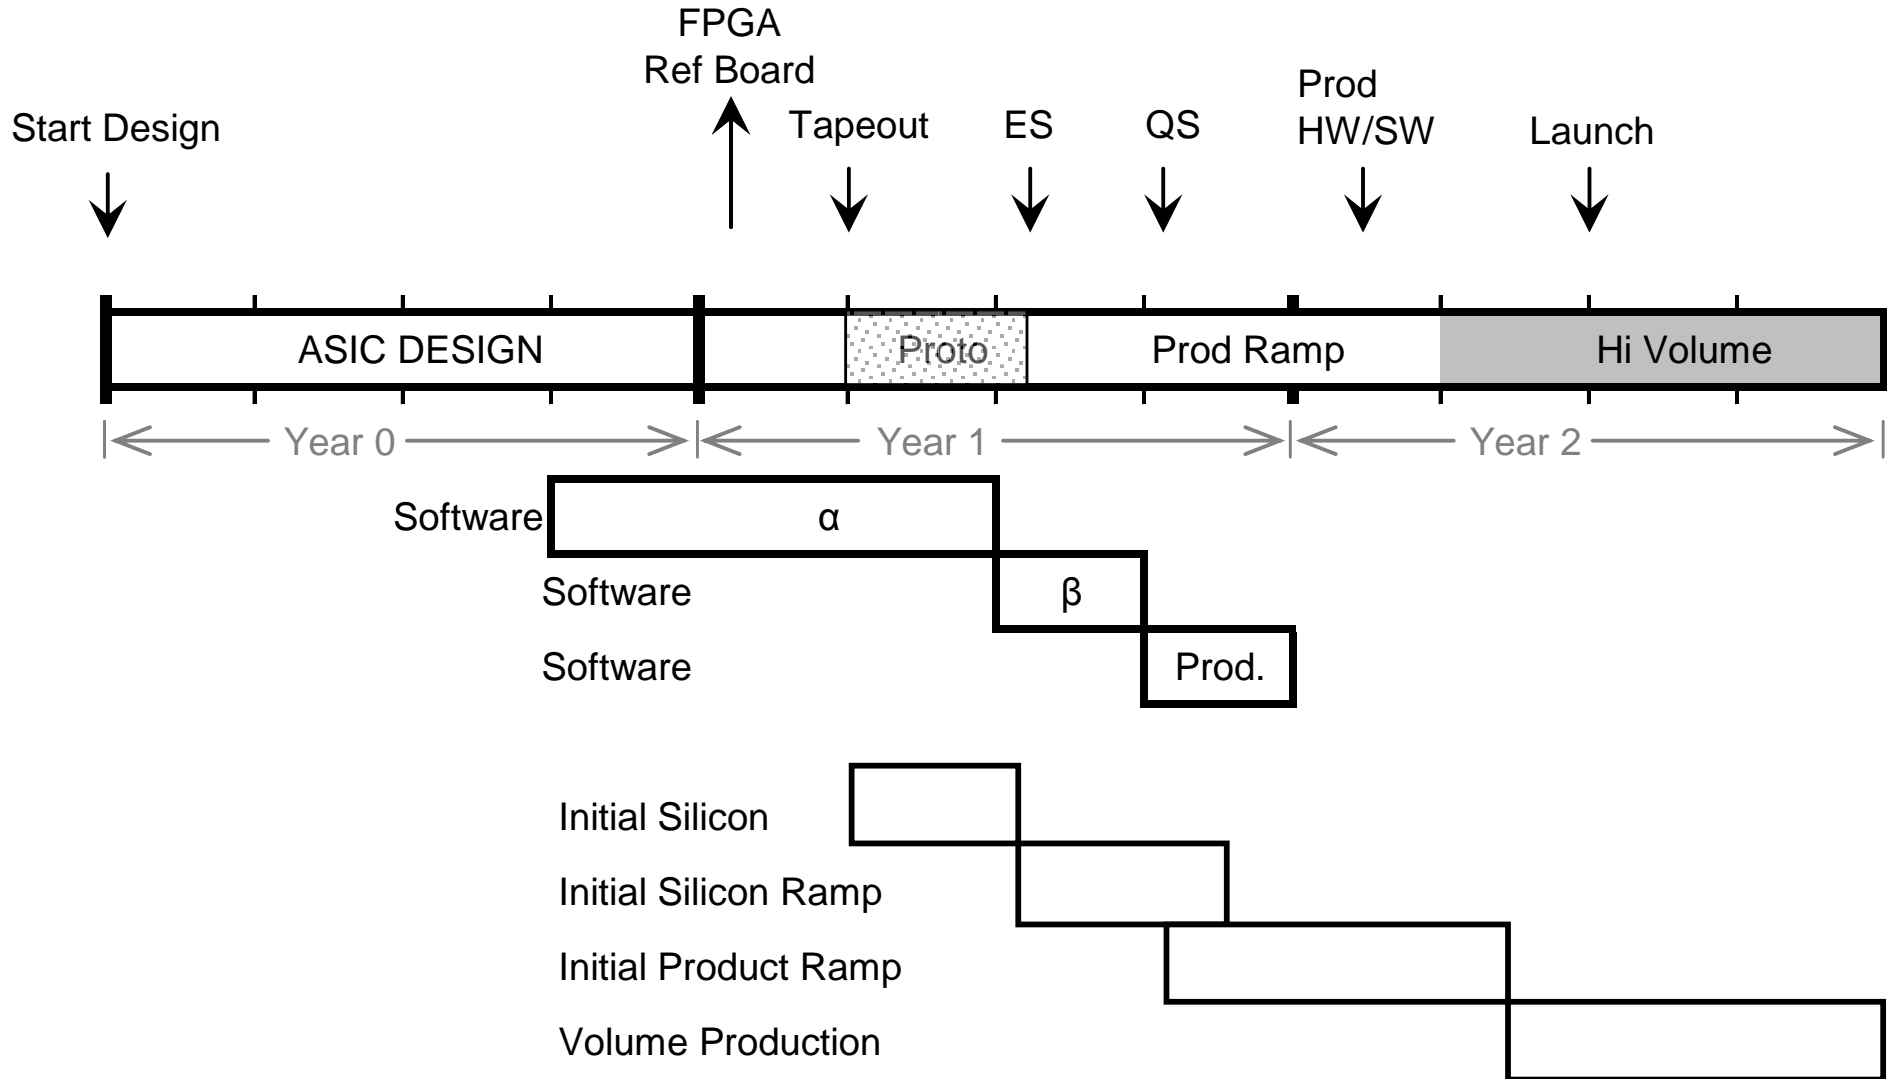 FPGA
Ref Board
Start Design
Tapeout
ES
QS
Prod
HW/SW
Launch
ASIC DESIGN
Proto
Prod Ramp
Hi Volume
Year 0
Year 1
Year 2
Software
α
Software
β
Software
Prod.
Initial Silicon
Initial Silicon Ramp
Initial Product Ramp
Volume Production